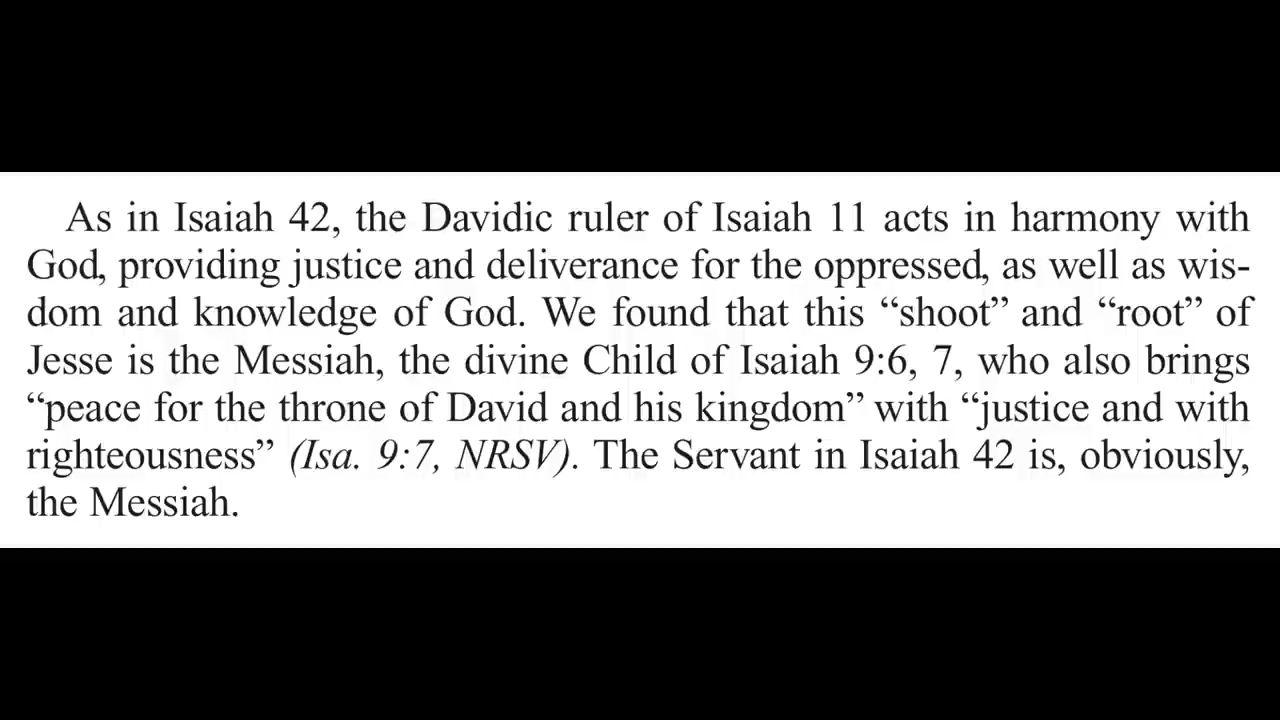 As in Isaiah 42, the Davidic ruler of Isaiah 11 acts in harmony with
God, providing justice and deliverance for the oppressed, as well as wis-
dom and knowledge of God. We found that this “shoot” and “root” of
Jesse is the Messiah, the divine Child of Isaiah 9:6, 7, who also brings
“peace for the throne of David and his kingdom” with “justice and with
righteousness” (Isa. 9:7, NRSV). The Servant in Isaiah 42 is, obviously,
the Messiah.